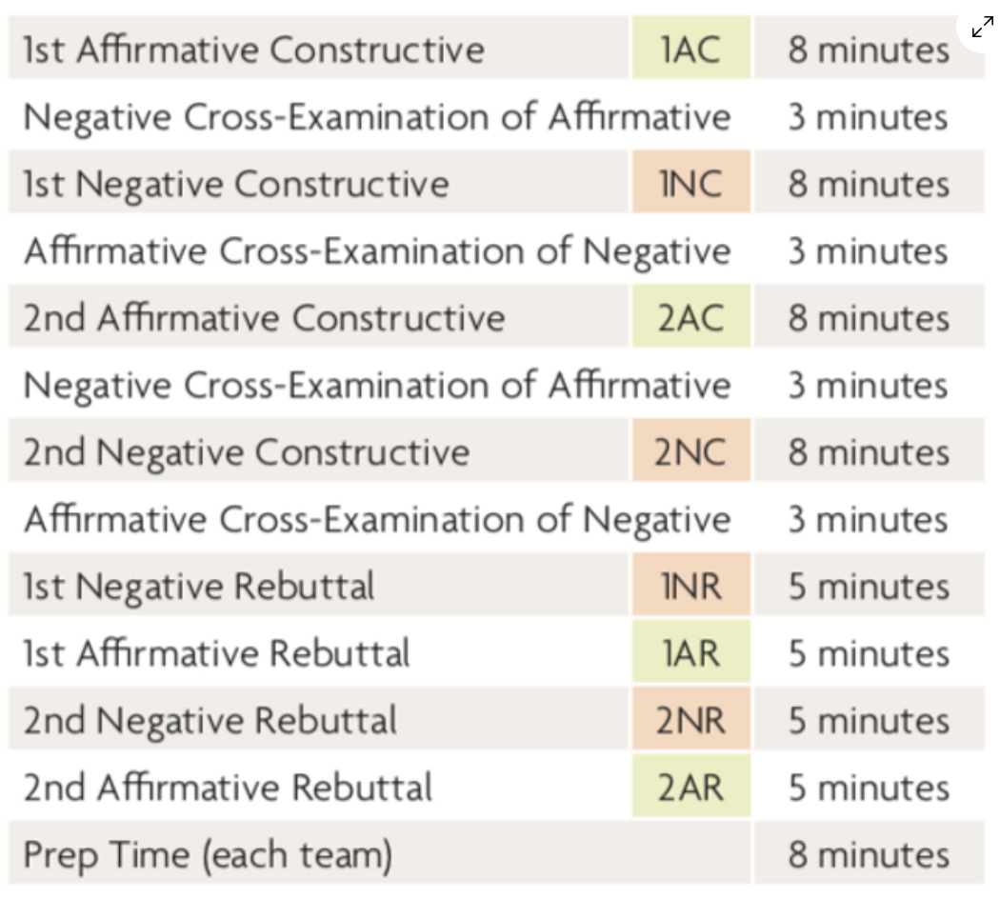 1st Affirmative Constructive 1AC 8 minutes
Negative Cross-Examination of Affirmative 3 minutes
1st Negative Constructive 1NC 8 minutes
Affirmative Cross-Examination of Negative 3 minutes
2nd Affirmative Constructive 2AC 8 minutes
Negative Cross-Examination of Affirmative 3 minutes
2nd Negative Constructive 2NC 8 minutes
Affirmative Cross-Examination of Negative 3 minutes
1st Negative Rebuttal 1NR 5 minutes
1st Affirmative Rebuttal 1AR 5 minutes
2nd Negative Rebuttal 2NR 5 minutes
2nd Affirmative Rebuttal 2AR 5 minutes
Prep Time (each team) 8 minutes